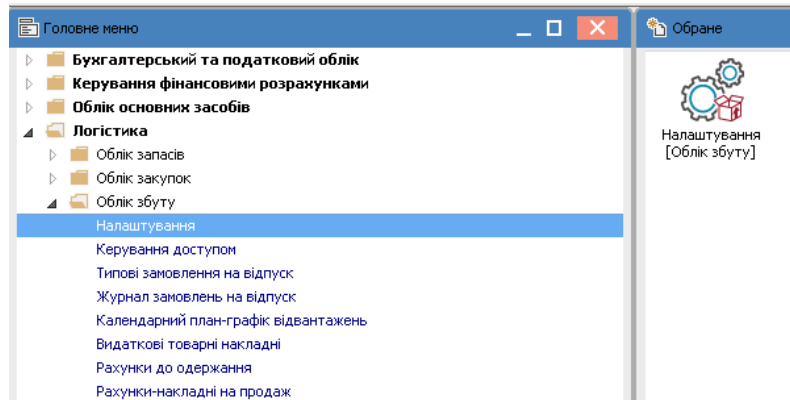 Головне меню
Бухгалтерський та податковий облік
Керування фінансовими розрахунками
Облік основних засобів
Логістика
Облік запасів
Облік закупок
Облік збуту
Налаштування
Керування доступом
Типові замовлення на відпуск
Журнал замовлень на відпуск
Календарний план-графік відвантажень
Видаткові товарні накладні
Рахунки до одержання
Рахунки-накладні на продаж
Обране
Налаштування
[Облік збуту]